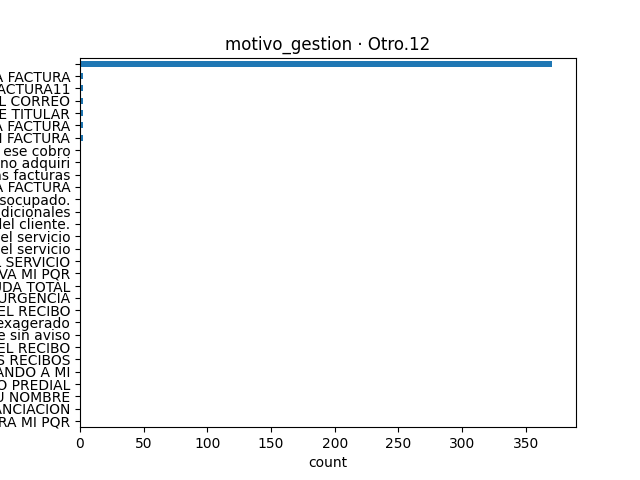 motivo_gestion · Otro.12
A FACTURA
ACTURA11
L CORREO
E TITULAR
A FACTURA
FACTURA
ese cobro
no adquiri
as facturas
A FACTURA
socupado.
dicionales
del cliente.
el servicio
el servicio
SERVICIO
VA MI PQR
UDA TOTAL
URGENCIA
EL RECIBO
exagerado
e sin aviso
EL RECIBO
S RECIBOS
ANDO A MI
O PREDIAL
U NOMBRE
ANCIACION
RA MI PQR
0 50 100 150 200 250 300 350
count